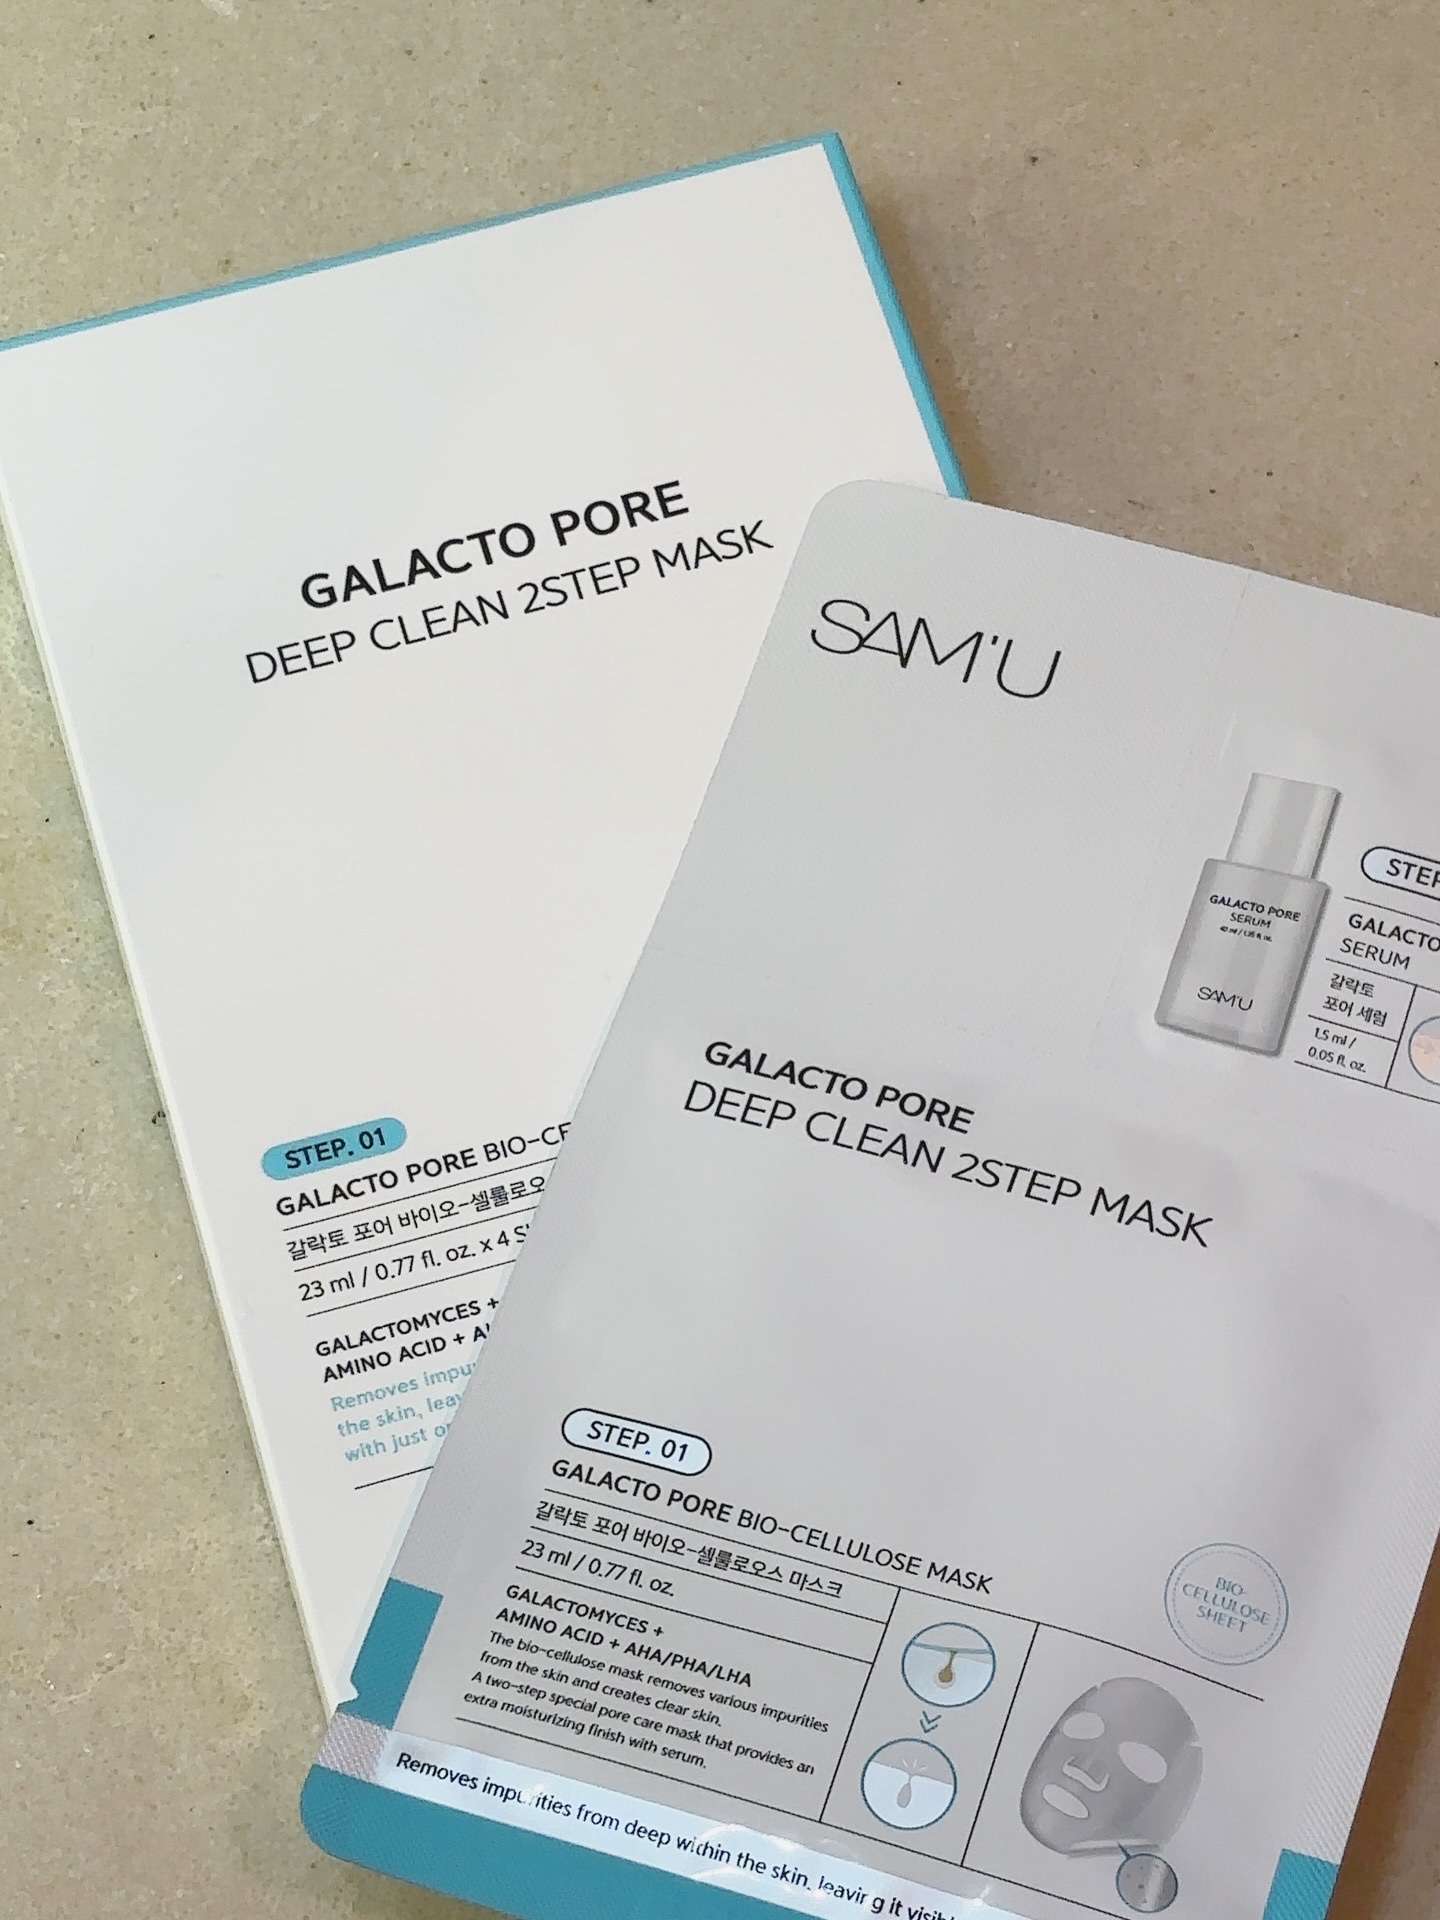 GALACTO PORE
DEEP CLEAN 2STEP MASK
STEP. 01
GALACTO PORE
갈락토 포어
23 ml / 0.77 fl. oz. x 4
GALACTOMYCES +
AMINO ACID +
Removes
the skin,
with just
SAM'U
GALACTO PORE
SERUM
SAM'U
GALACTO
SERUM
갈락토
포어 세럼
1.5 ml /
0.05 fl. oz.
GALACTO PORE
DEEP CLEAN 2STEP MASK
STEP. 01
GALACTO PORE BIO-CELLULOSE MASK
갈락토 포어 바이오-셀룰로오스 마스크
23 ml / 0.77 fl. oz.
GALACTOMYCES +
AMINO ACID + AHA/PHA/LHA
The bio-cellulose mask removes various impurities
from the skin and creates clear skin.
A two-step special pore care mask that provides an
extra moisturizing finish with serum.
BIO-
CELLULOSE
SHEET
Removes impurities from deep within the skin, leaving it